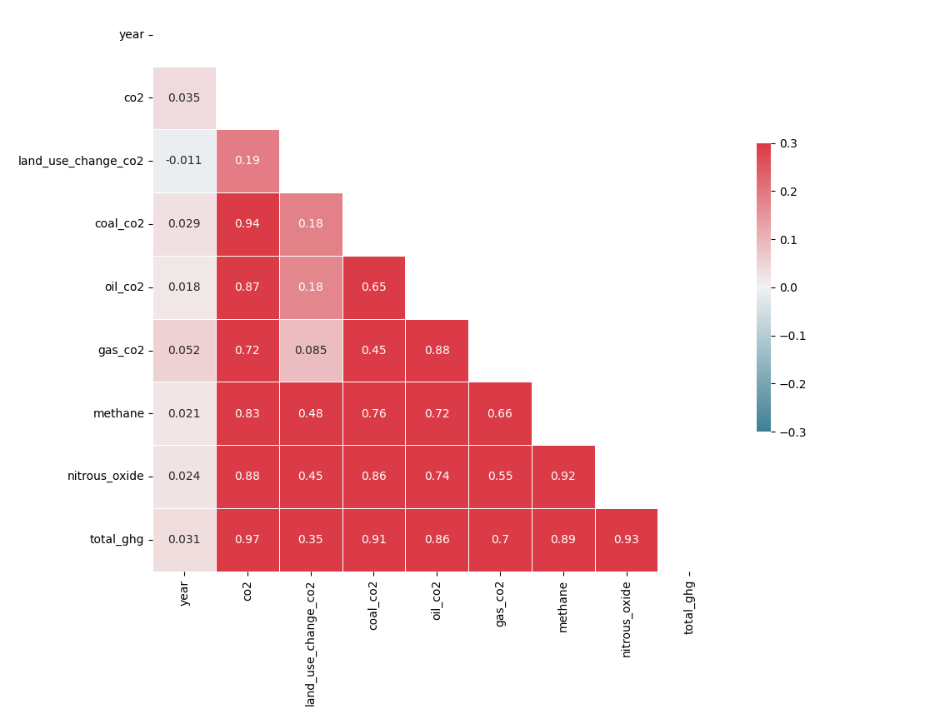 year
co2 0.035
land_use_change_co2 -0.011 0.19
coal_co2 0.029 0.94 0.18
oil_co2 0.018 0.87 0.18 0.65
gas_co2 0.052 0.72 0.085 0.45 0.88
methane 0.021 0.83 0.48 0.76 0.72 0.66
nitrous_oxide 0.024 0.88 0.45 0.86 0.74 0.55 0.92
total_ghg 0.031 0.97 0.35 0.91 0.86 0.7 0.89 0.93
year
co2
land_use_change_co2
coal_co2
oil_co2
gas_co2
methane
nitrous_oxide
total_ghg
0.3
0.2
0.1
0.0
−0.1
−0.2
−0.3